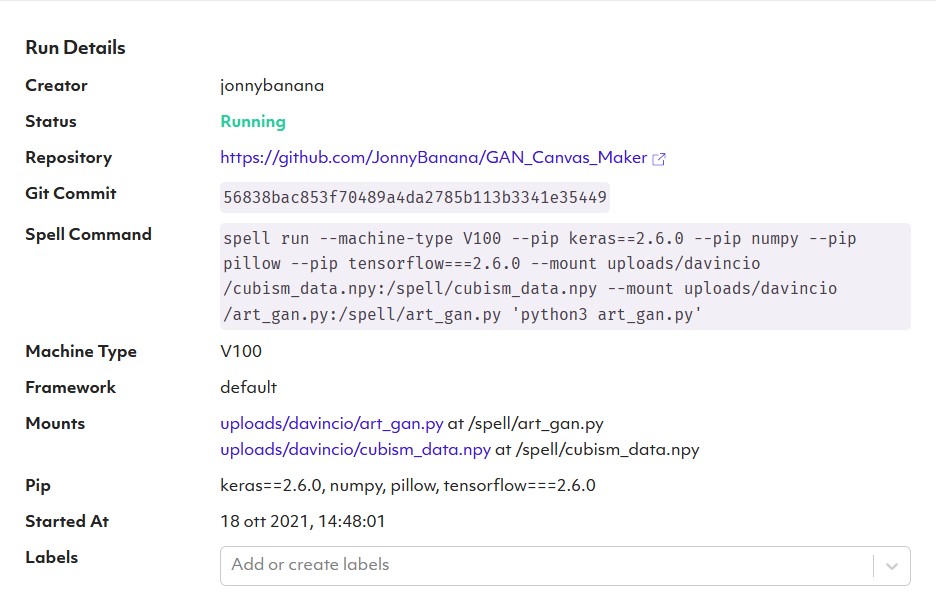 Run Details
Creator jonnybanana
Status Running
Repository https://github.com/JonnyBanana/GAN_Canvas_Maker
Git Commit 56838bac853f70489a4da2785b113b3341e35449
Spell Command spell run --machine-type V100 --pip keras==2.6.0 --pip numpy --pip
pillow --pip tensorflow===2.6.0 --mount uploads/davincio
/cubism_data.npy:/spell/cubism_data.npy --mount uploads/davincio
/art_gan.py:/spell/art_gan.py 'python3 art_gan.py'
Machine Type V100
Framework default
Mounts uploads/davincio/art_gan.py at /spell/art_gan.py
uploads/davincio/cubism_data.npy at /spell/cubism_data.npy
Pip keras==2.6.0, numpy, pillow, tensorflow===2.6.0
Started At 18 ott 2021, 14:48:01
Labels Add or create labels